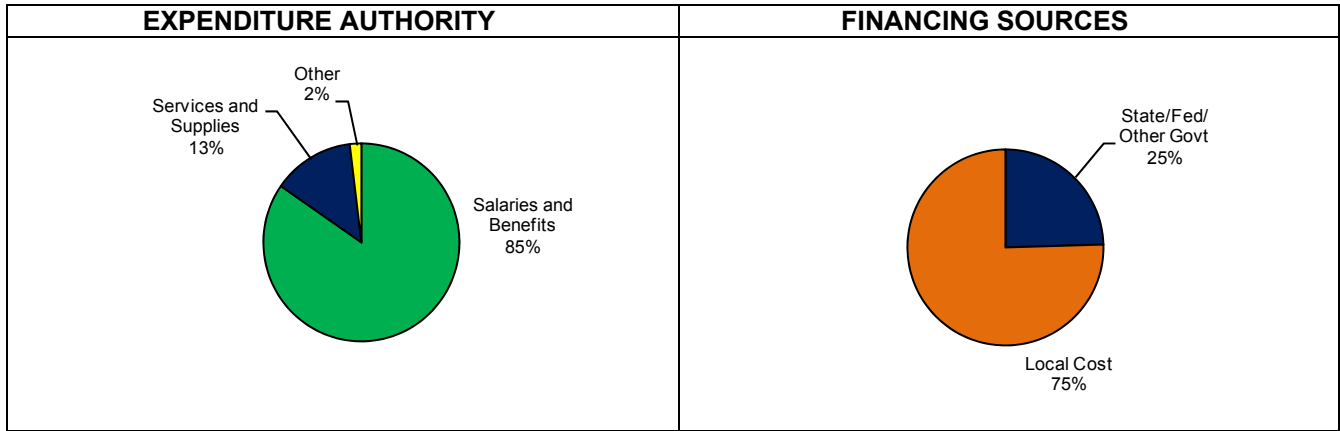 EXPENDITURE AUTHORITY
Other
2%
Services and
Supplies
13%
Salaries and
Benefits
85%
FINANCING SOURCES
State/Fed/
Other Govt
25%
Local Cost
75%